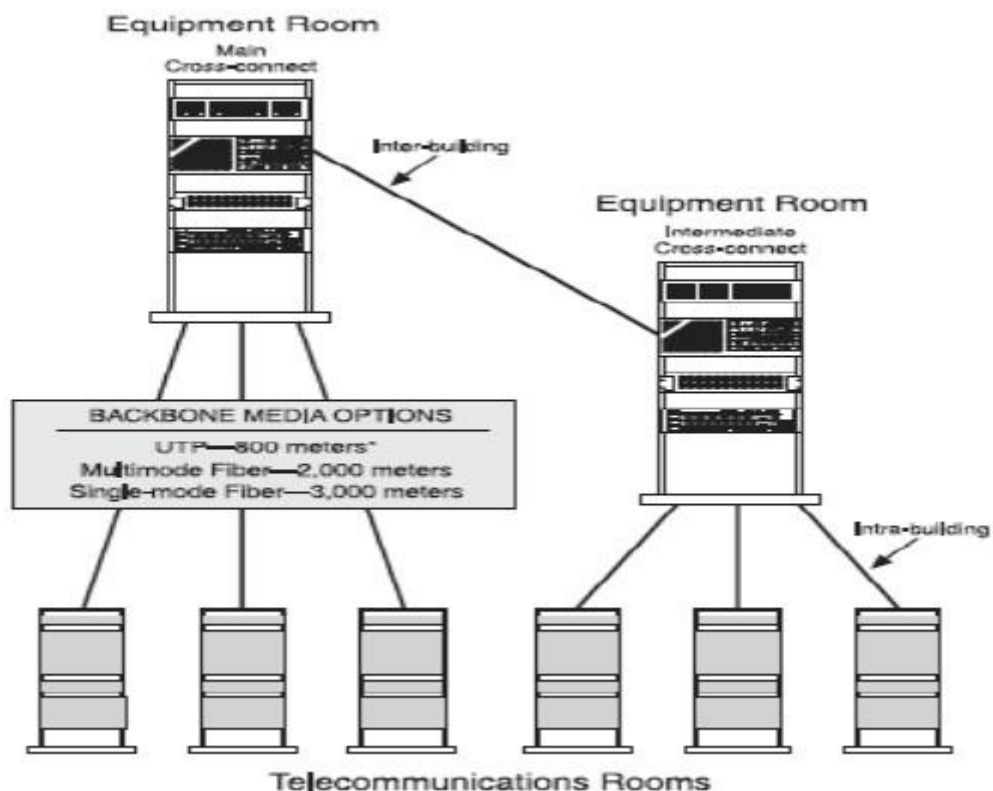 Equipment Room
Main
Cross-connect
Inter-building
Equipment Room
Intermediate
Cross-connect
BACKBONE MEDIA OPTIONS
UTP—800 meters*
Multimode Fiber—2,000 meters
Single-mode Fiber—3,000 meters
Intra-building
Telecommunications Rooms